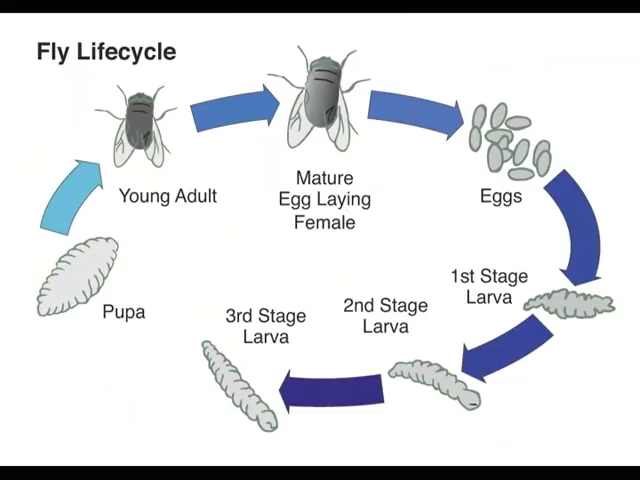 Fly Lifecycle
Young Adult
Mature
Egg Laying
Female
Eggs
1st Stage
Larva
2nd Stage
Larva
3rd Stage
Larva
Pupa